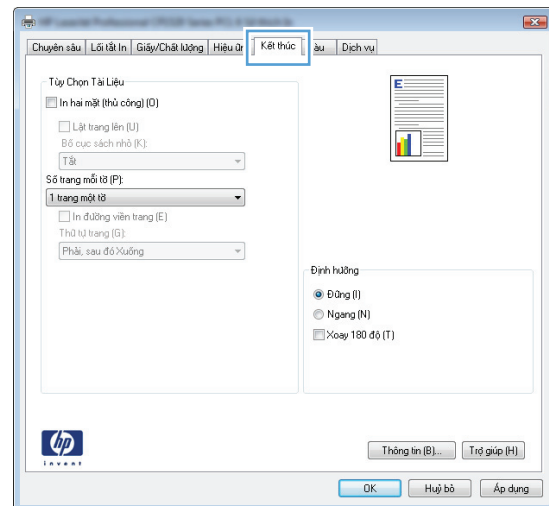 Chuyên sâu Lối tắt In Giấy/Chất lượng Hiệu ứn Kết thúc àu Dịch vụ
Tùy Chọn Tài Liệu
In hai mặt (thủ công) (O)
Lật trang lên (U)
Bố cục sách nhỏ (K):
Tắt
Số trang mỗi tờ (P):
1 trang một tờ
In đường viền trang (E)
Thứ tự trang (G):
Phải, sau đó Xuống
E
Định hướng
Đứng (I)
Ngang (N)
Xoay 180 độ (T)
hp
invent
Thông tin (B)... Trợ giúp (H)
OK Huỷ bỏ Áp dụng